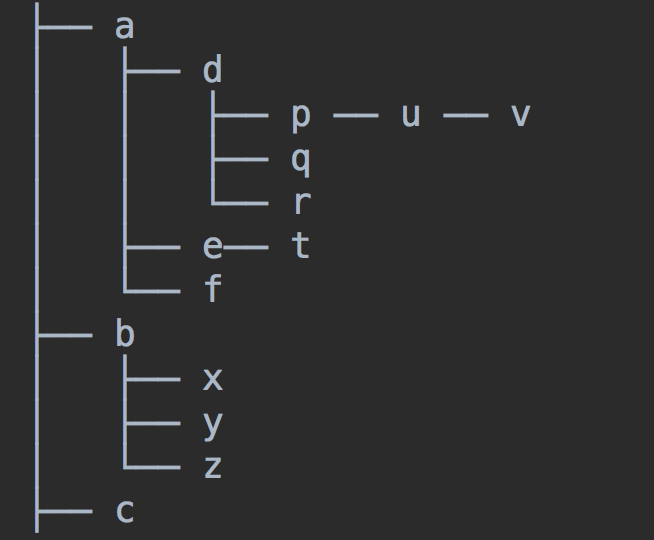 ├── a
│   ├── d
│   │   ├── p ── u ── v
│   │   ├── q
│   │   └── r
│   ├── e── t
│   └── f
├── b
│   ├── x
│   ├── y
│   └── z
├── c